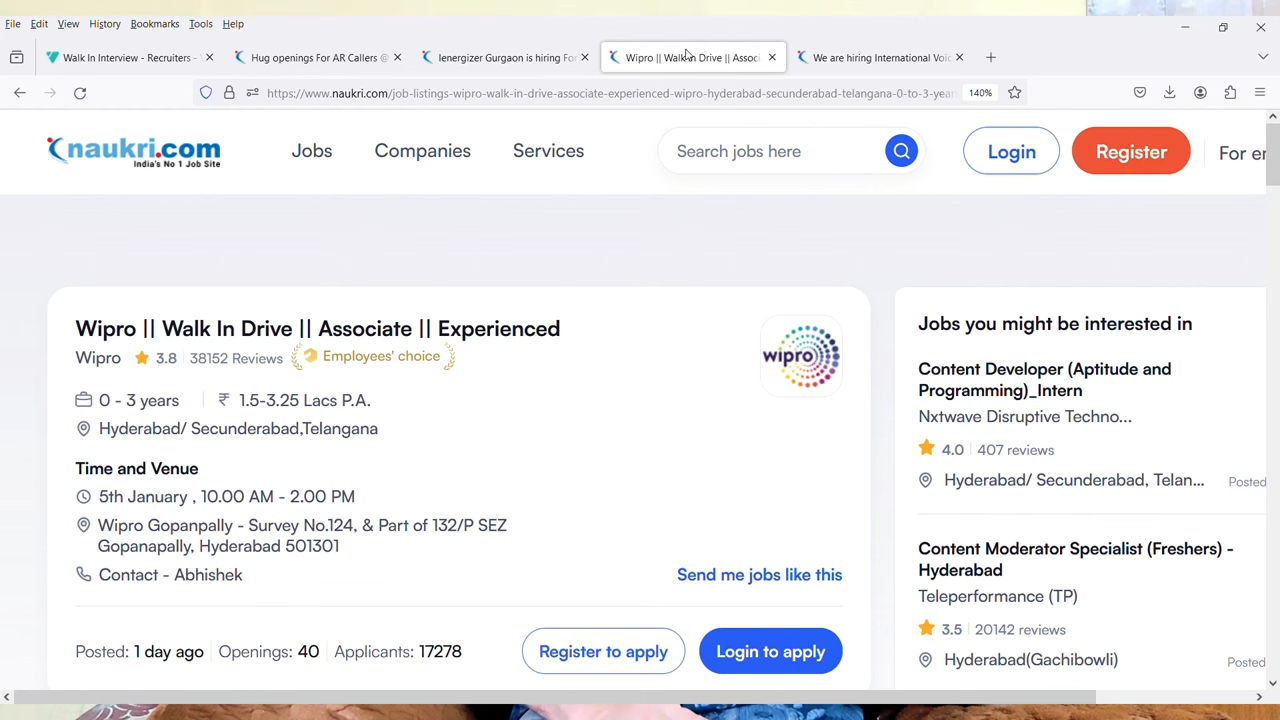 File Edit View History Bookmarks Tools Help
Walk In Interview - Recruiters -
Hug openings For AR Callers @
Ienergizer Gurgaon is hiring For
Wipro || Walk In Drive || Associ
We are hiring International Voic
https://www.naukri.com/job-listings-wipro-walk-in-drive-associate-experienced-wipro-hyderabad-secunderabad-telangana-0-to-3-year
140%
naukri.com
India's No 1 Job Site
Jobs
Companies
Services
Search jobs here
Login
Register
For em
Wipro || Walk In Drive || Associate || Experienced
Wipro 3.8 38152 Reviews Employees' choice
wipro
0 - 3 years ₹ 1.5-3.25 Lacs P.A.
Hyderabad/ Secunderabad,Telangana
Time and Venue
5th January , 10.00 AM - 2.00 PM
Wipro Gopanpally - Survey No.124, & Part of 132/P SEZ
Gopanapally, Hyderabad 501301
Contact - Abhishek
Send me jobs like this
Posted: 1 day ago Openings: 40 Applicants: 17278
Register to apply
Login to apply
Jobs you might be interested in
Content Developer (Aptitude and
Programming)_Intern
Nxtwave Disruptive Techno...
4.0 407 reviews
Hyderabad/ Secunderabad, Telan...
Posted
Content Moderator Specialist (Freshers) -
Hyderabad
Teleperformance (TP)
3.5 20142 reviews
Hyderabad(Gachibowli)
Posted